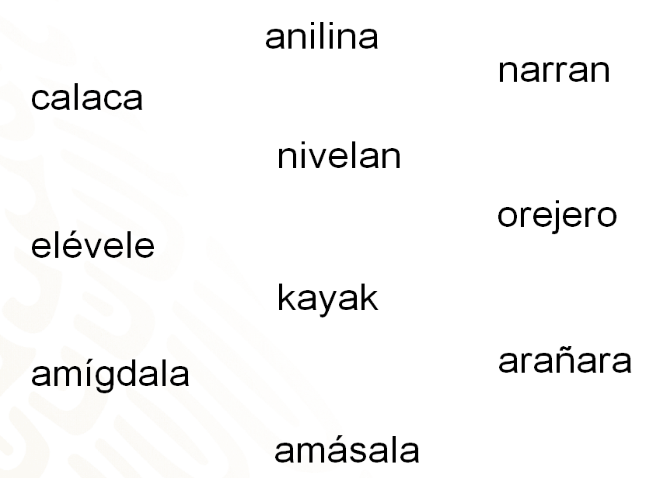 anilina
narran
calaca
nivelan
orejero
elévele
kayak
arañara
amígdala
amásala